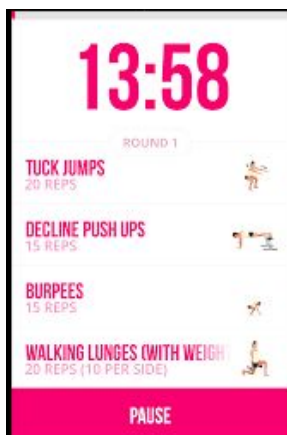 13:58
ROUND 1
TUCK JUMPS
20 REPS
DECLINE PUSH UPS
15 REPS
BURPEES
15 REPS
WALKING LUNGES (WITH WEIGH
20 REPS (10 PER SIDE)
PAUSE